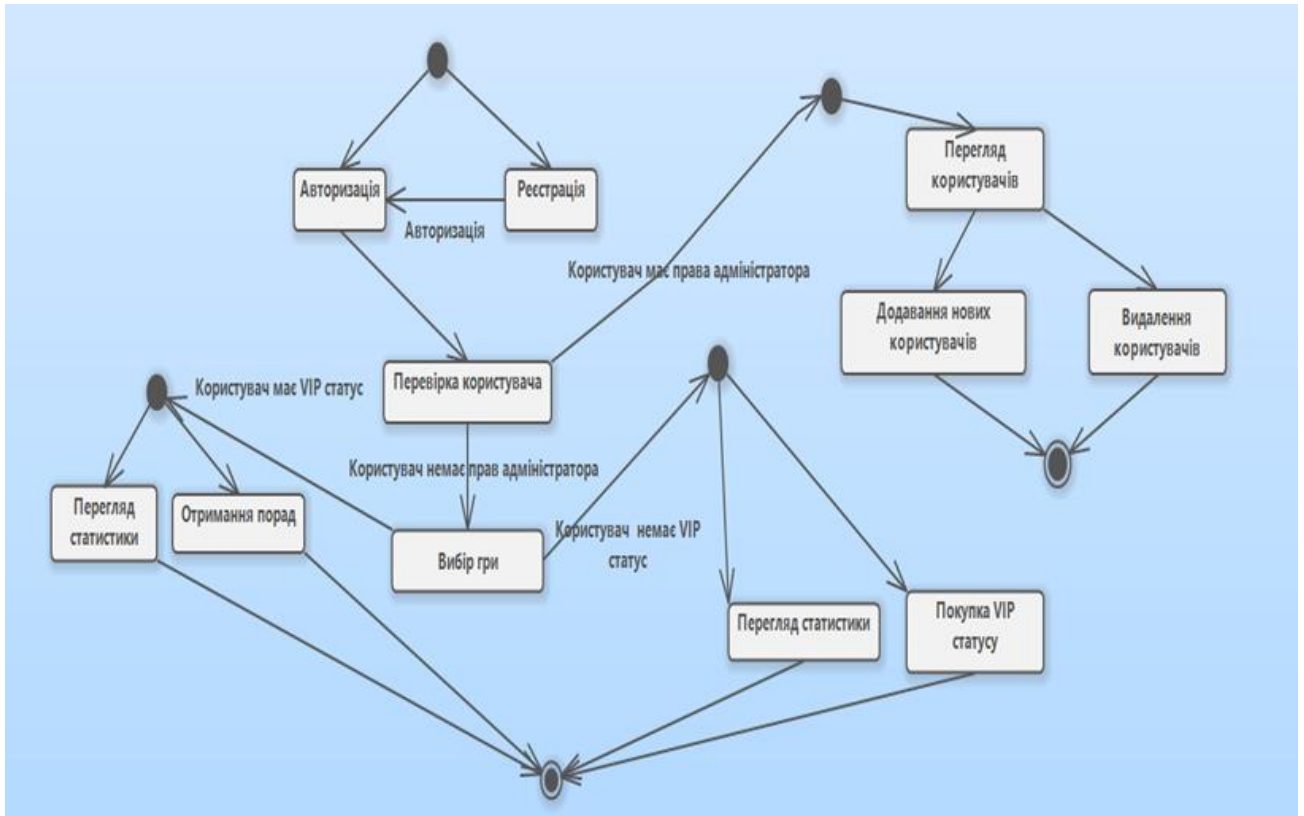 Авторизація
Реєстрація
Авторизація
Перегляд
користувачів
Користувач має права адміністратора
Додавання нових
користувачів
Видалення
користувачів
Перевірка користувача
Користувач має VIP статус
Користувач немає прав адміністратора
Перегляд
статистики
Отримання порад
Вибір гри
Користувач немає VIP
статус
Перегляд статистики
Покупка VIP
статусу